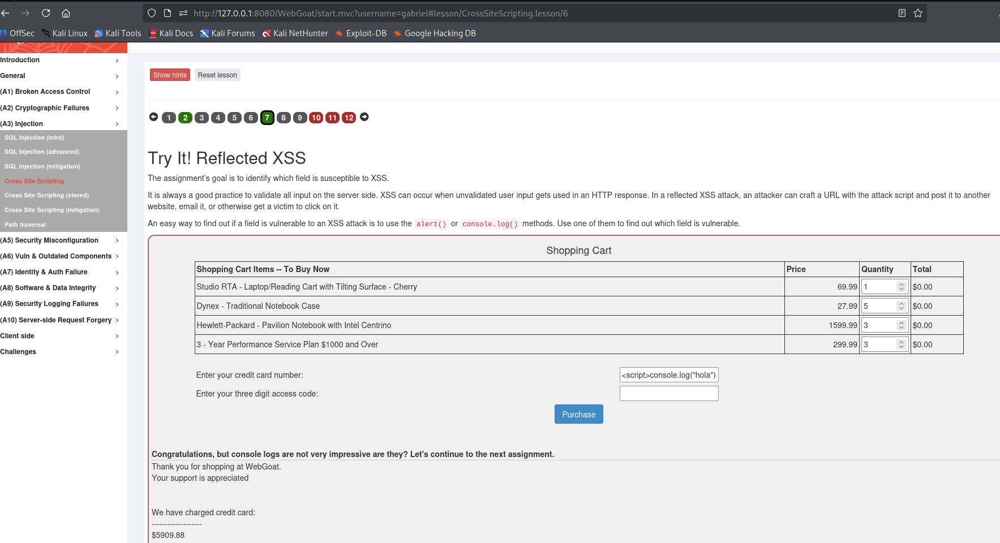 http://127.0.0.1:8080/WebGoat/start.mvc?username=gabriel#lesson/CrossSiteScripting.lesson/6
OffSec Kali Linux Kali Tools Kali Docs Kali Forums Kali NetHunter Exploit-DB Google Hacking DB
Introduction
General
(A1) Broken Access Control
(A2) Cryptographic Failures
(A3) Injection
SQL Injection (intro)
SQL Injection (advanced)
SQL Injection (mitigation)
Cross Site Scripting
Cross Site Scripting (stored)
Cross Site Scripting (mitigation)
Path traversal
(A5) Security Misconfiguration
(A6) Vuln & Outdated Components
(A7) Identity & Auth Failure
(A8) Software & Data Integrity
(A9) Security Logging Failures
(A10) Server-side Request Forgery
Client side
Challenges
Show hints Reset lesson
1 2 3 4 5 6 7 8 9 10 11 12
Try It! Reflected XSS
The assignment's goal is to identify which field is susceptible to XSS.
It is always a good practice to validate all input on the server side. XSS can occur when unvalidated user input gets used in an HTTP response. In a reflected XSS attack, an attacker can craft a URL with the attack script and post it to another
website, email it, or otherwise get a victim to click on it.
An easy way to find out if a field is vulnerable to an XSS attack is to use the alert() or console.log() methods. Use one of them to find out which field is vulnerable.
Shopping Cart
Shopping Cart Items -- To Buy Now Price Quantity Total
Studio RTA - Laptop/Reading Cart with Tilting Surface - Cherry 69.99 1 $0.00
Dynex - Traditional Notebook Case 27.99 5 $0.00
Hewlett-Packard - Pavilion Notebook with Intel Centrino 1599.99 3 $0.00
3 - Year Performance Service Plan $1000 and Over 299.99 3 $0.00
Enter your credit card number: <script>console.log("hola")
Enter your three digit access code:
Purchase
Congratulations, but console logs are not very impressive are they? Let's continue to the next assignment.
Thank you for shopping at WebGoat.
Your support is appreciated
We have charged credit card:
-------------------
$5909.88